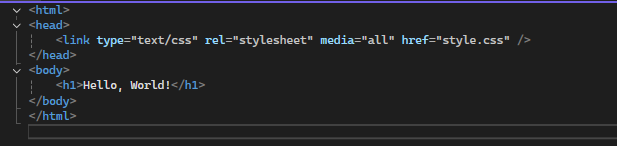 <html>
<head>
<link type="text/css" rel="stylesheet" media="all" href="style.css" />
</head>
<body>
<h1>Hello, World!</h1>
</body>
</html>